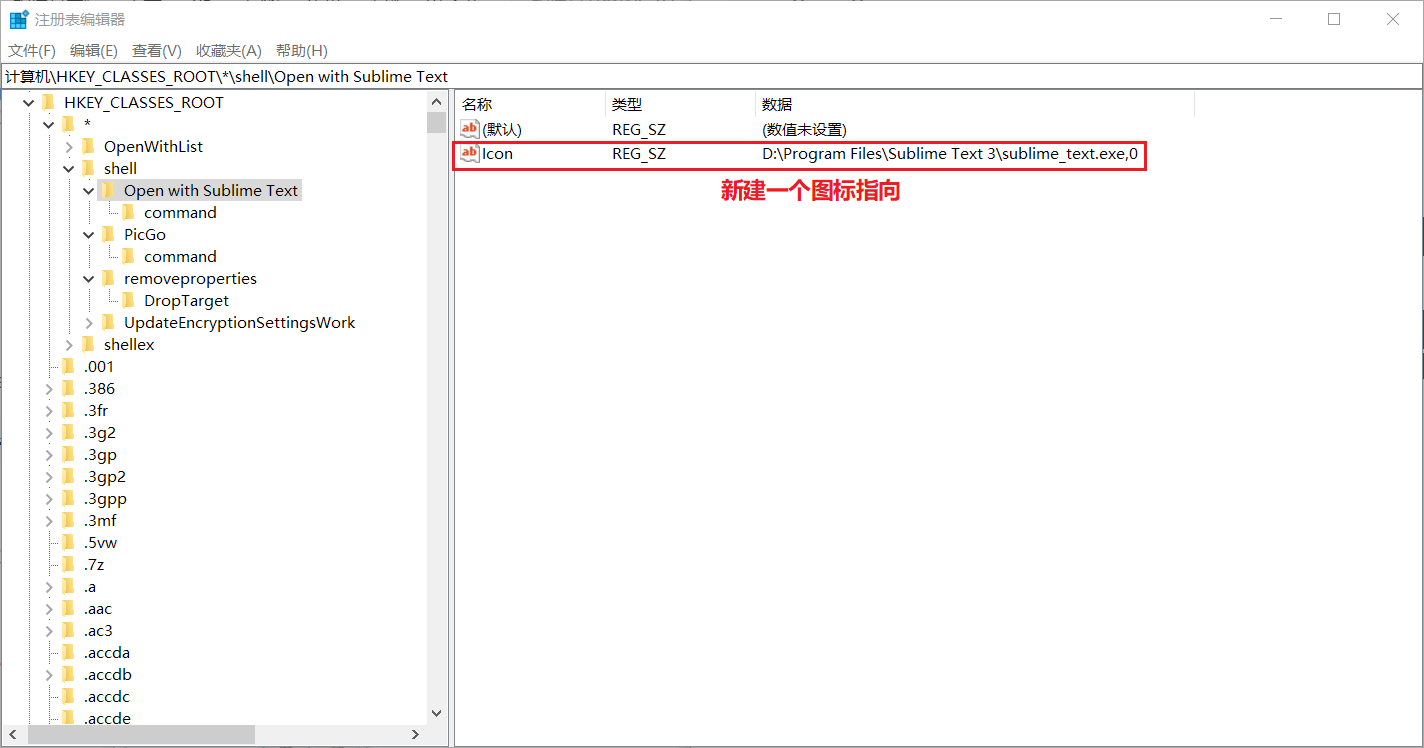 注册表编辑器
文件(F) 编辑(E) 查看(V) 收藏夹(A) 帮助(H)
计算机\HKEY_CLASSES_ROOT\*\shell\Open with Sublime Text
HKEY_CLASSES_ROOT
*
OpenWithList
shell
Open with Sublime Text
command
PicGo
command
removeproperties
DropTarget
UpdateEncryptionSettingsWork
shellex
.001
.386
.3fr
.3g2
.3gp
.3gp2
.3gpp
.3mf
.5vw
.7z
.a
.aac
.ac3
.accda
.accdb
.accdc
.accde
名称 类型 数据
ab (默认) REG_SZ (数值未设置)
ab Icon REG_SZ D:\Program Files\Sublime Text 3\sublime_text.exe,0
新建一个图标指向